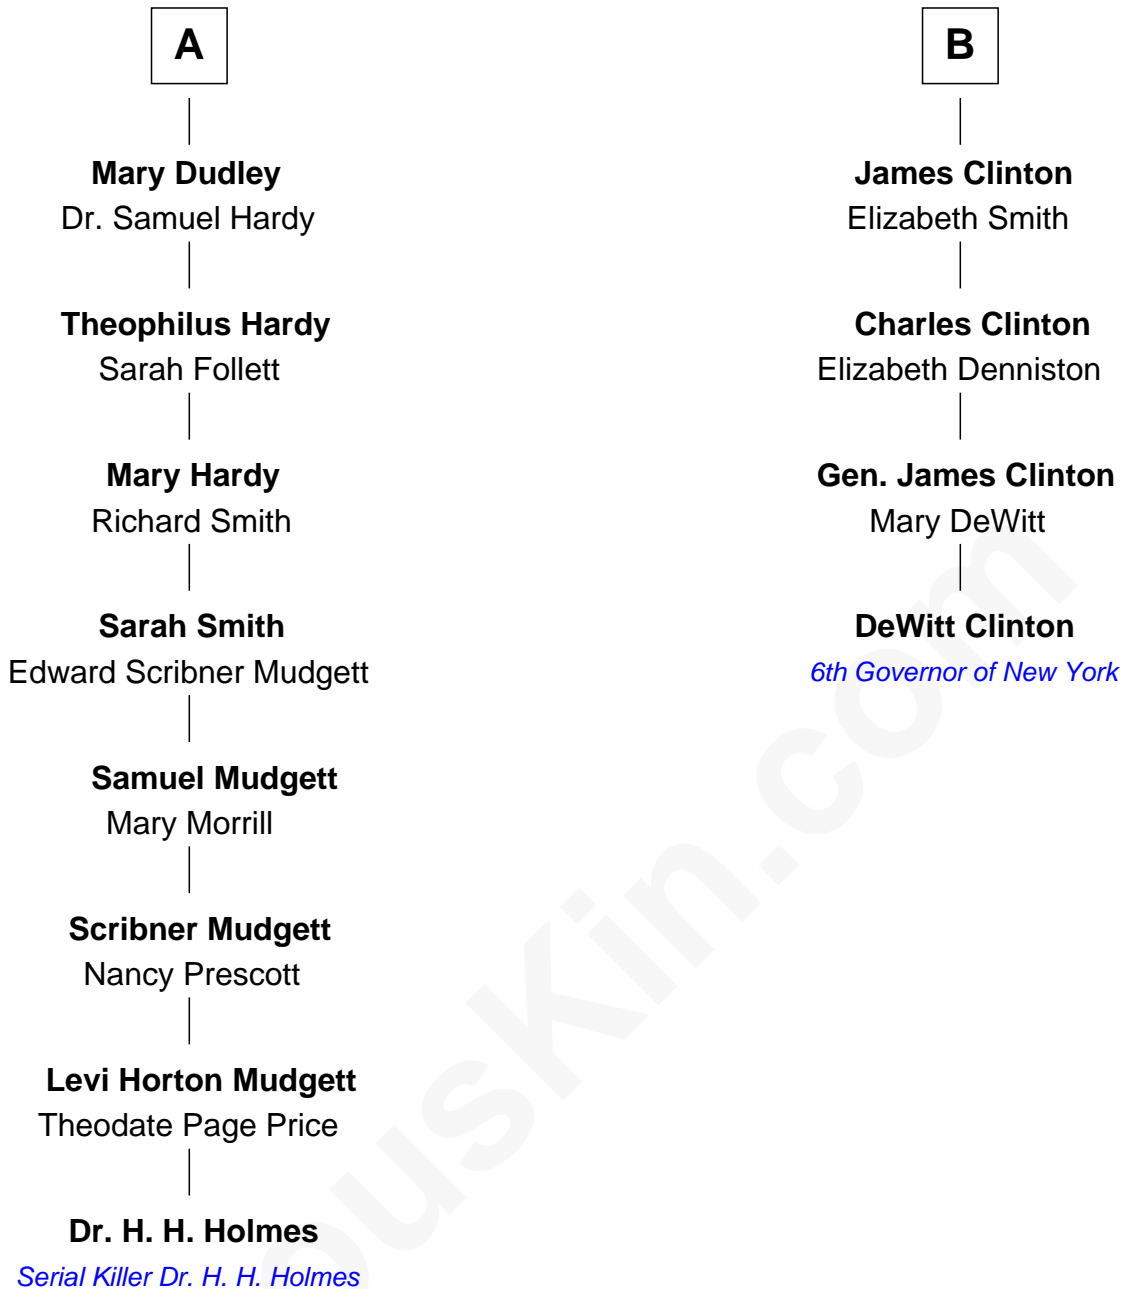 A
Mary Dudley
Dr. Samuel Hardy
Theophilus Hardy
Sarah Follett
Mary Hardy
Richard Smith
Sarah Smith
Edward Scribner Mudgett
Samuel Mudgett
Mary Morrill
Scribner Mudgett
Nancy Prescott
Levi Horton Mudgett
Theodate Page Price
Dr. H. H. Holmes
Serial Killer Dr. H. H. Holmes
B
James Clinton
Elizabeth Smith
Charles Clinton
Elizabeth Denniston
Gen. James Clinton
Mary DeWitt
DeWitt Clinton
6th Governor of New York
ousKin.com